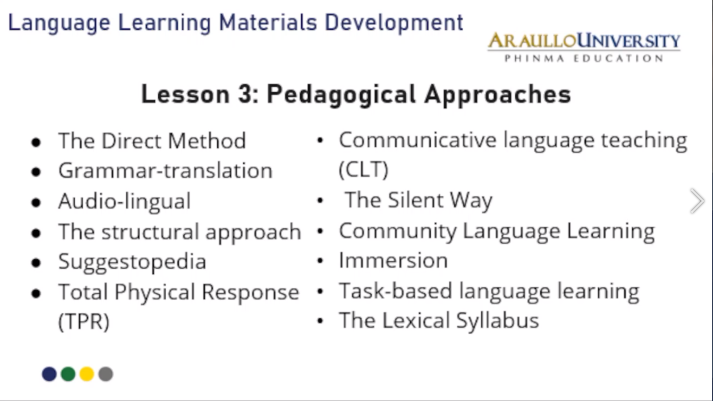 Language Learning Materials Development
ARAULLO UNIVERSITY
PHINMA EDUCATION
Lesson 3: Pedagogical Approaches
● The Direct Method
● Grammar-translation
● Audio-lingual
● The structural approach
● Suggestopedia
● Total Physical Response
(TPR)
• Communicative language teaching
(CLT)
• The Silent Way
• Community Language Learning
• Immersion
• Task-based language learning
• The Lexical Syllabus